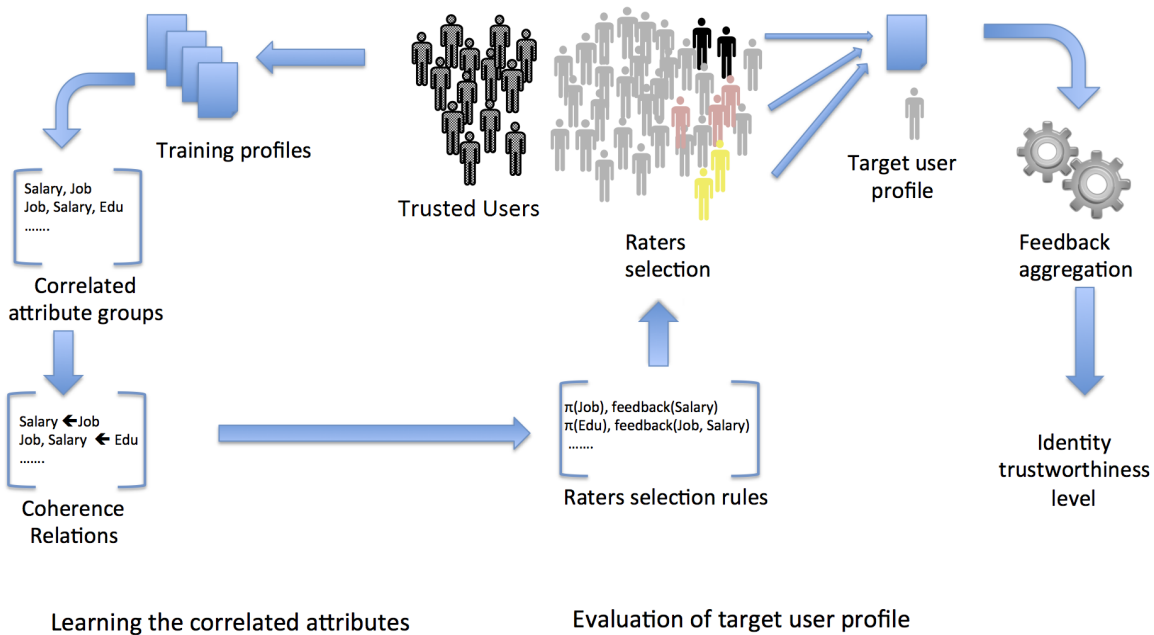 Training profiles
Trusted Users
Salary, Job
Job, Salary, Edu
.......
Correlated
attribute groups
Salary ←Job
Job, Salary ← Edu
.......
Coherence
Relations
Learning the correlated attributes
Raters
selection
Target user
profile
Feedback
aggregation
π(Job), feedback(Salary)
π(Edu), feedback(Job, Salary)
.......
Raters selection rules
Identity
trustworthiness
level
Evaluation of target user profile